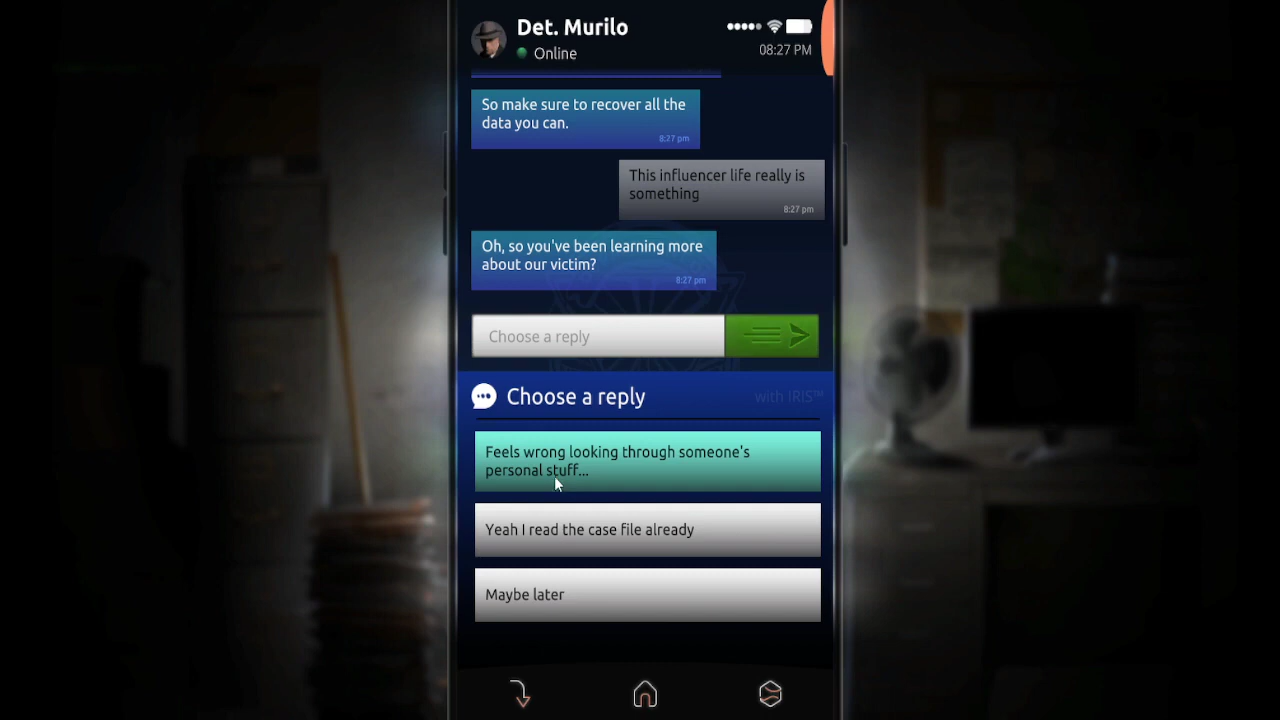 Det. Murilo
Online
08:27 PM
So make sure to recover all the
data you can.
8:27 pm
This influencer life really is
something
8:27 pm
Oh, so you've been learning more
about our victim?
8:27 pm
Choose a reply
Choose a reply
with IRIS™
Feels wrong looking through someone's
personal stuff...
Yeah I read the case file already
Maybe later